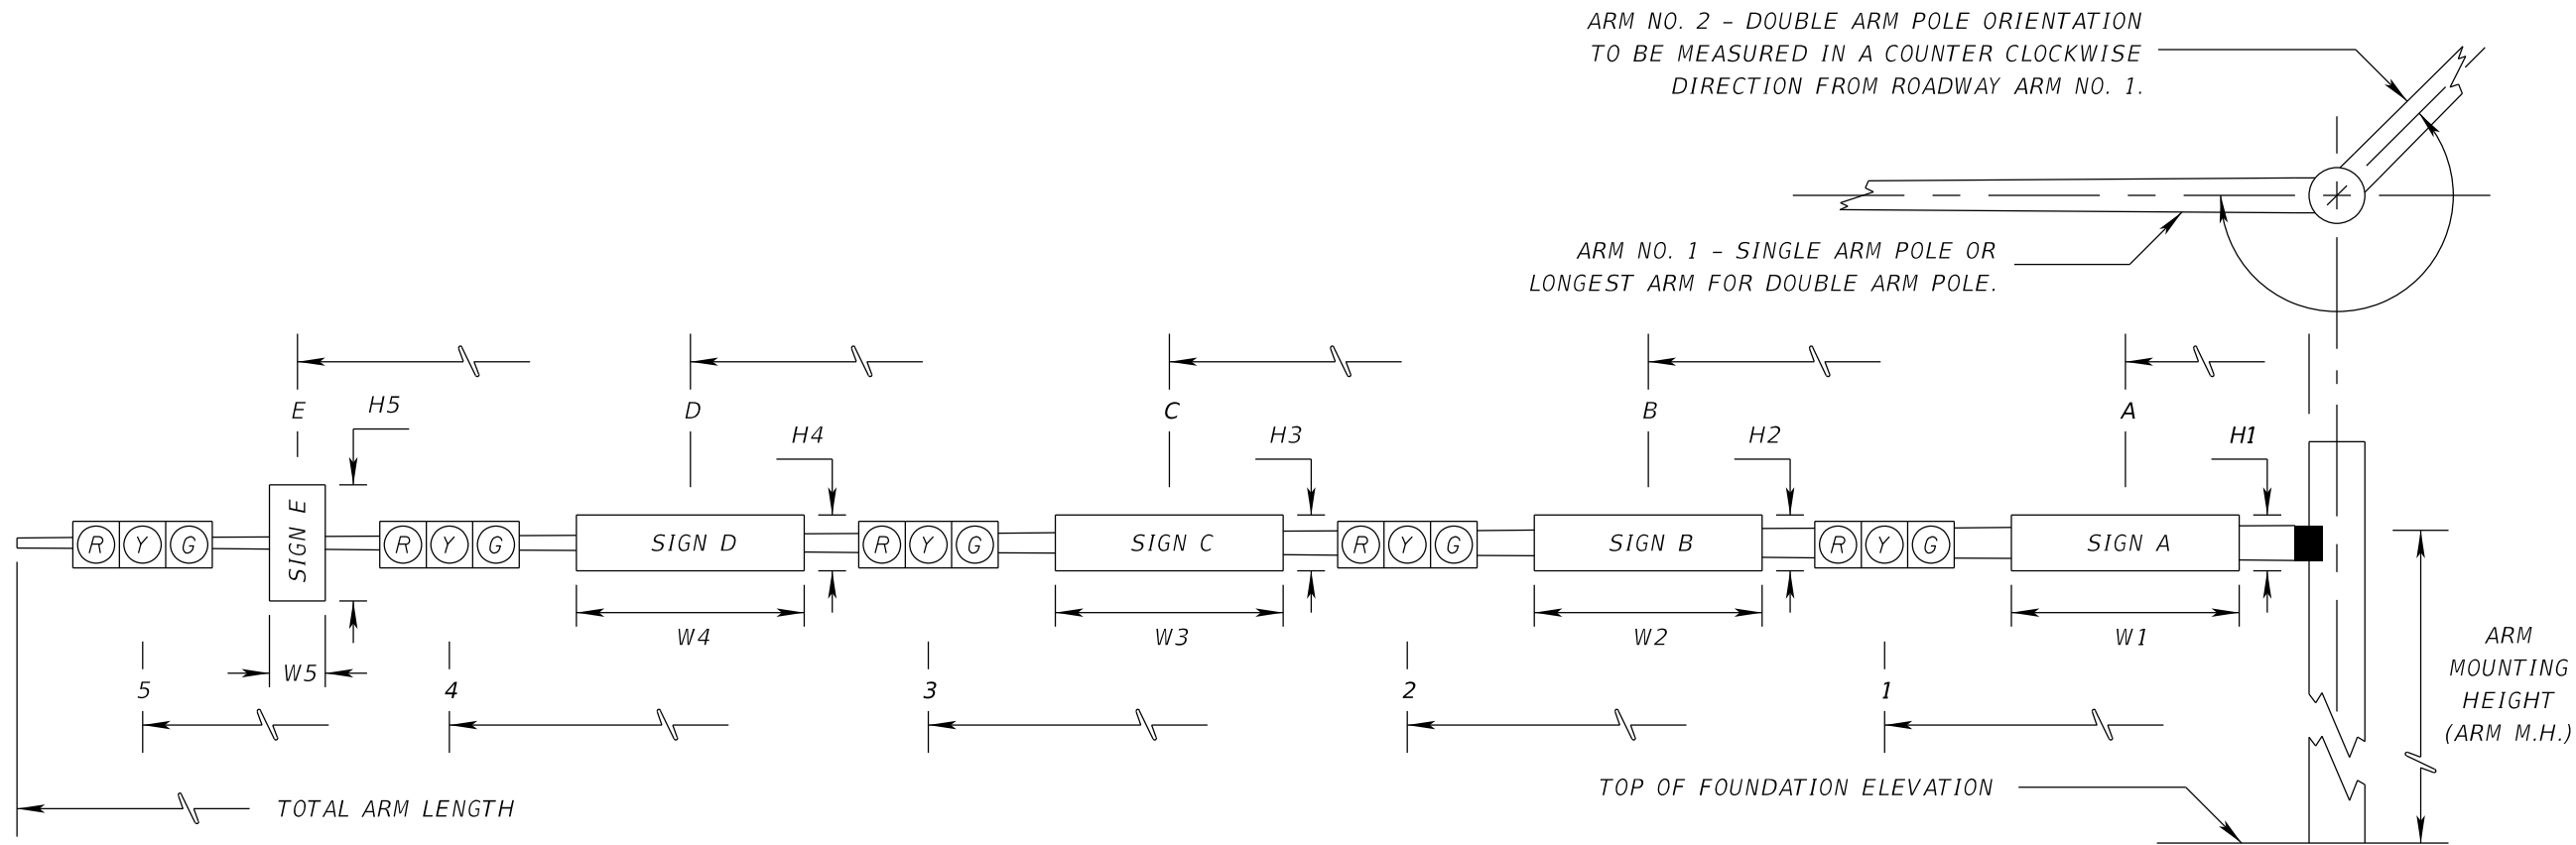 ARM NO. 2 – DOUBLE ARM POLE ORIENTATION
TO BE MEASURED IN A COUNTER CLOCKWISE
DIRECTION FROM ROADWAY ARM NO. 1.
ARM NO. 1 – SINGLE ARM POLE OR
LONGEST ARM FOR DOUBLE ARM POLE.
E
D
C
B
A
H5
H4
H3
H2
H1
R Y G
SIGN E
R Y G
SIGN D
R Y G
SIGN C
R Y G
SIGN B
R Y G
SIGN A
W5
W4
W3
W2
W1
5
4
3
2
1
ARM
MOUNTING
HEIGHT
(ARM M.H.)
TOP OF FOUNDATION ELEVATION
TOTAL ARM LENGTH